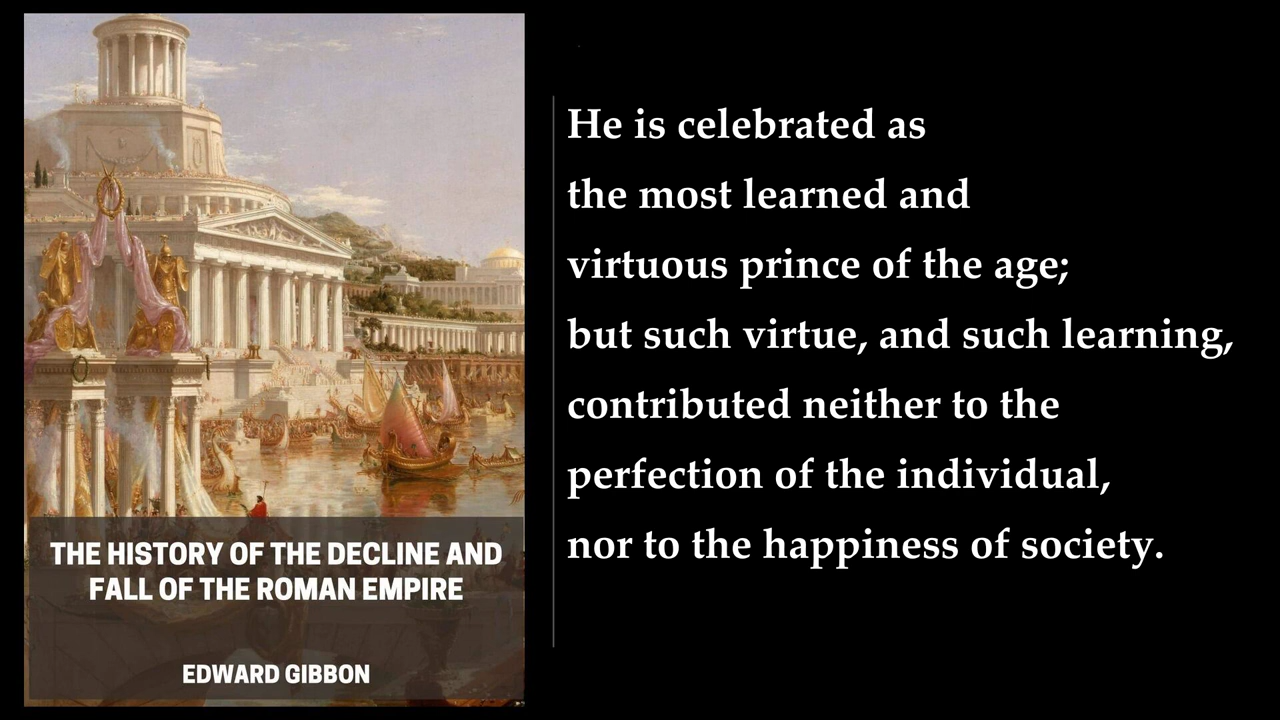 THE HISTORY OF THE DECLINE AND
FALL OF THE ROMAN EMPIRE
EDWARD GIBBON
He is celebrated as
the most learned and
virtuous prince of the age;
but such virtue, and such learning,
contributed neither to the
perfection of the individual,
nor to the happiness of society.